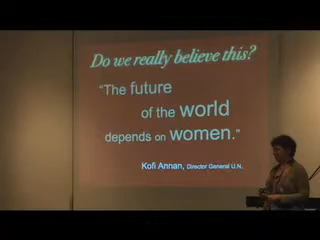 Do we really believe this?
"The future
of the world
depends on women."
Kofi Annan, Director General U.N.